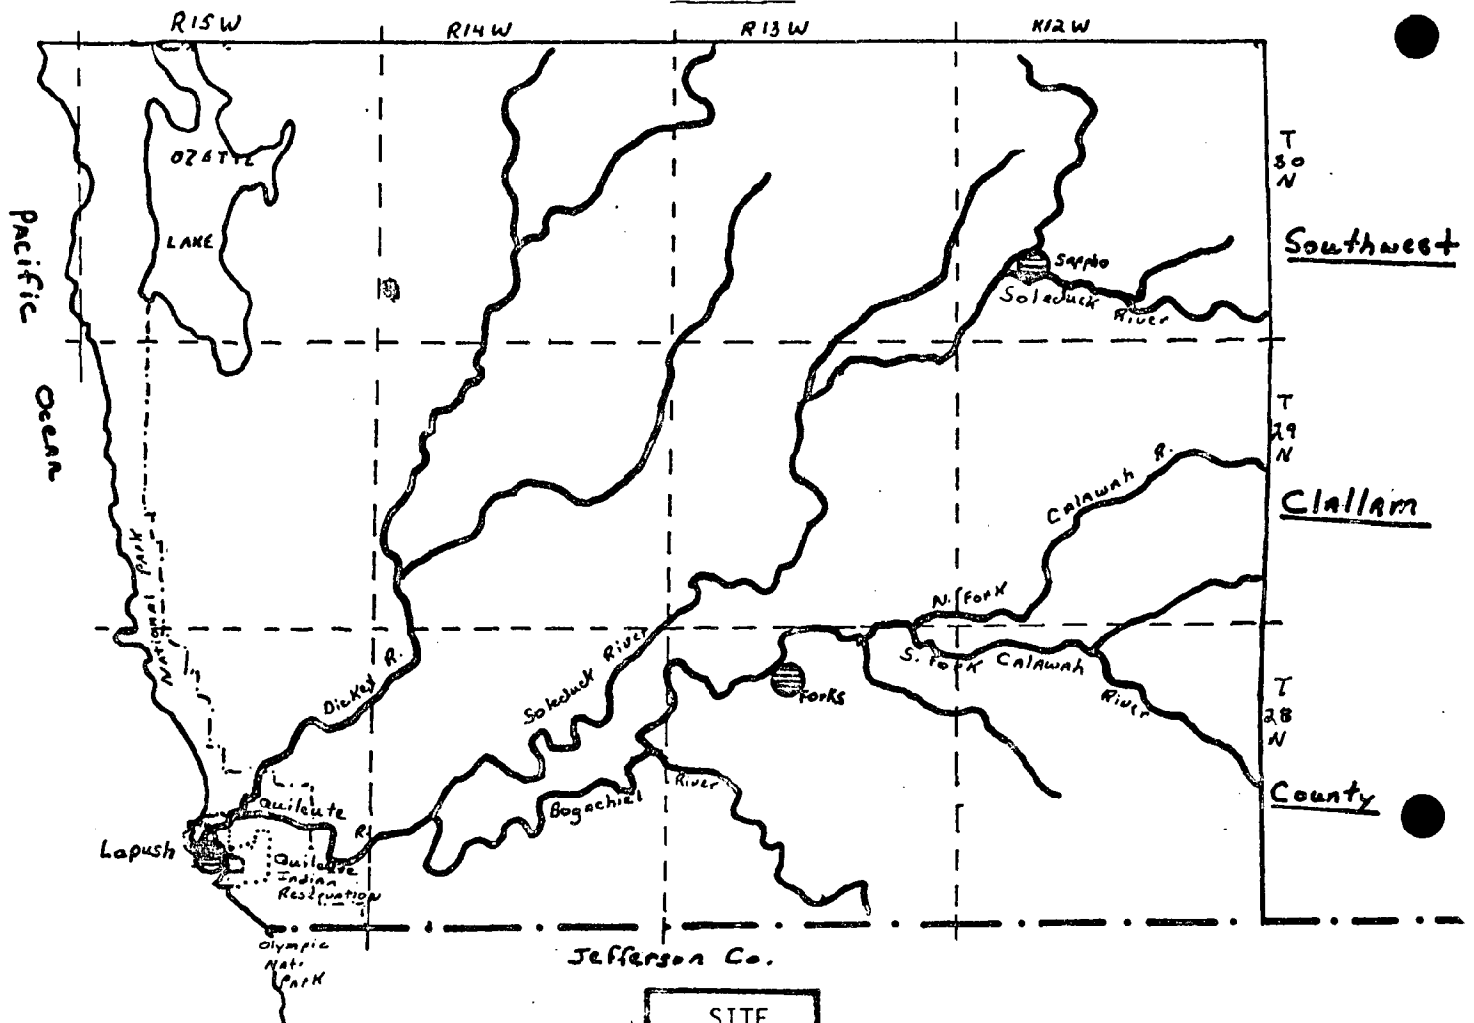 R15W R14W R13W R12W
OZETTE
LAKE
T
30
N
Southwest
Pacific
Ocean
Sappho
Soleduck River
T
29
N
Clallam
Calawah R.
National Park
N. Fork
S. Fork Calawah River
Soleduck River
Dickey R.
Forks
T
28
N
County
Bogachiel River
Quileute R.
Lapush
Quileute
Indian
Reservation
Olympic
Nat.
Park
Jefferson Co.
SITE